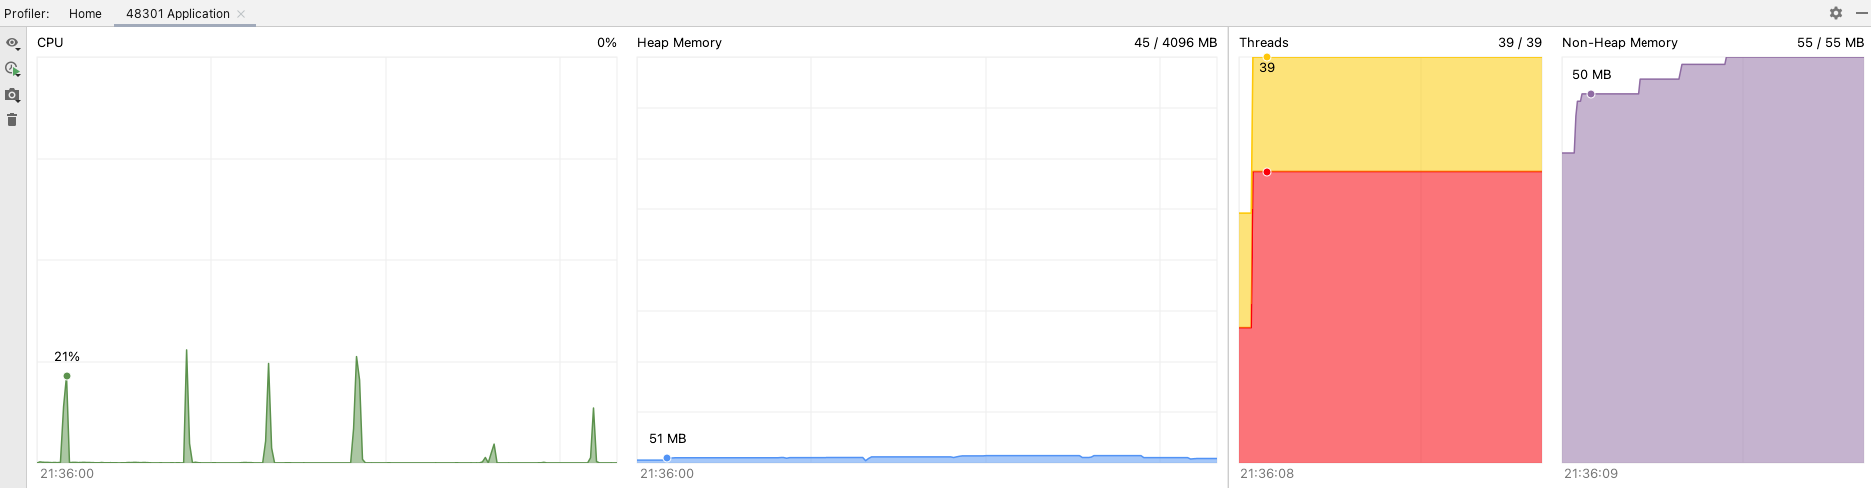 Profiler: Home 48301 Application
CPU 0%
21%
21:36:00
Heap Memory 45 / 4096 MB
51 MB
21:36:00
Threads 39 / 39
39
21:36:08
Non-Heap Memory 55 / 55 MB
50 MB
21:36:09